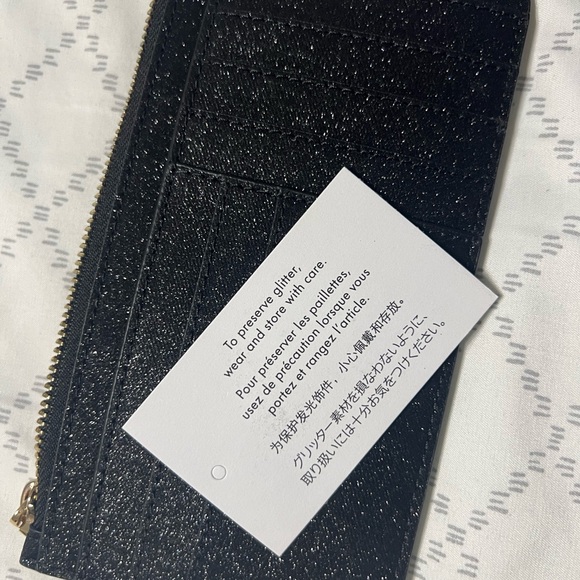 To preserve glitter,
wear and store with care.
Pour préserver les paillettes,
usez de précaution lorsque vous
portez et rangez l'article.
为保护发光饰件，小心佩戴和存放。
グリッター素材を損なわないように、
取り扱いには十分お気をつけください。